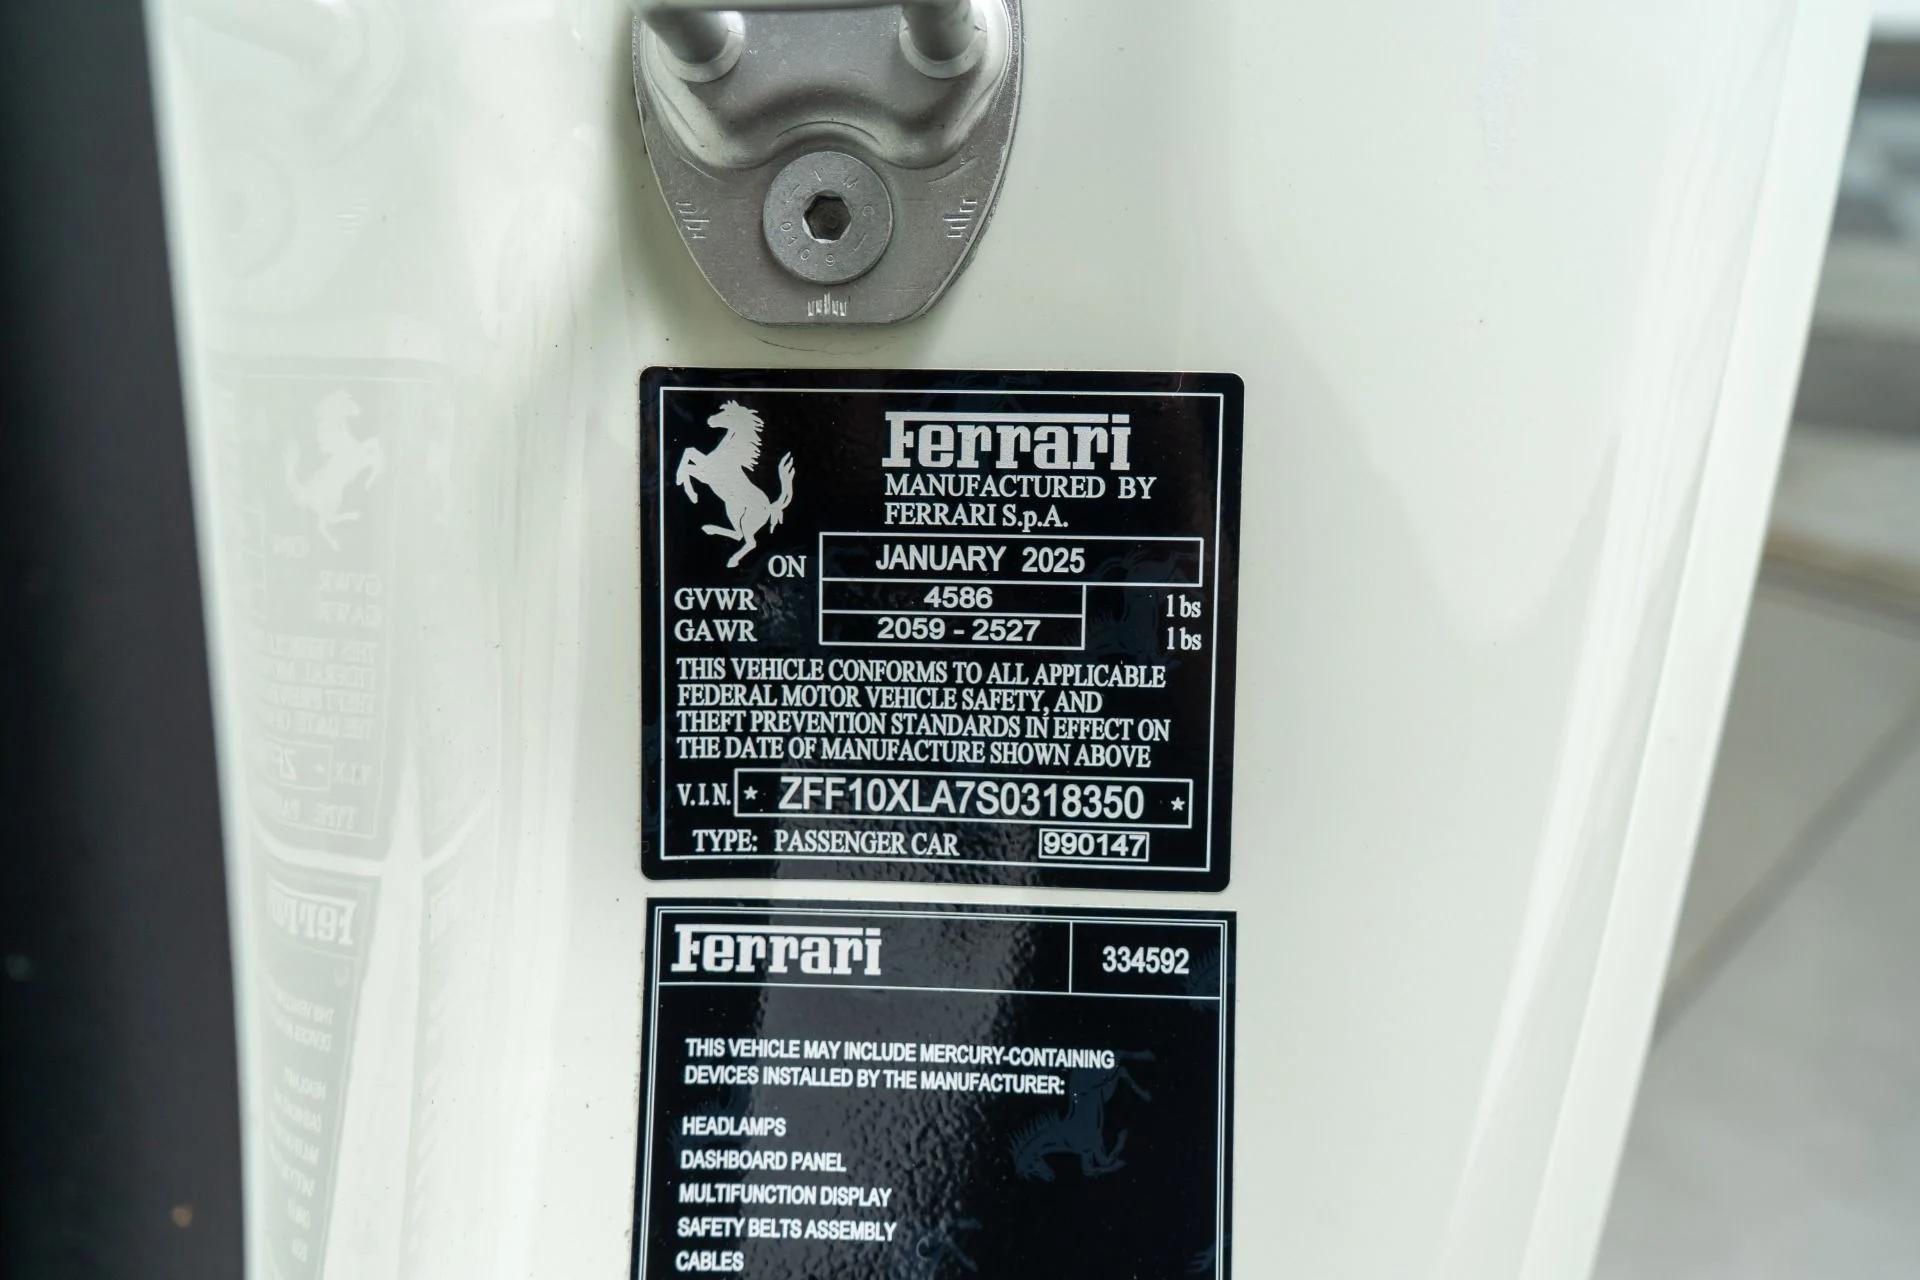 Ferrari
MANUFACTURED BY
FERRARI S.p.A.
ON JANUARY 2025
GVWR 4586 lbs
GAWR 2059 - 2527 lbs
THIS VEHICLE CONFORMS TO ALL APPLICABLE
FEDERAL MOTOR VEHICLE SAFETY, AND
THEFT PREVENTION STANDARDS IN EFFECT ON
THE DATE OF MANUFACTURE SHOWN ABOVE
V.I.N. * ZFF10XLA7S0318350 *
TYPE: PASSENGER CAR 990147
Ferrari 334592
THIS VEHICLE MAY INCLUDE MERCURY-CONTAINING
DEVICES INSTALLED BY THE MANUFACTURER:
HEADLAMPS
DASHBOARD PANEL
MULTIFUNCTION DISPLAY
SAFETY BELTS ASSEMBLY
CABLES